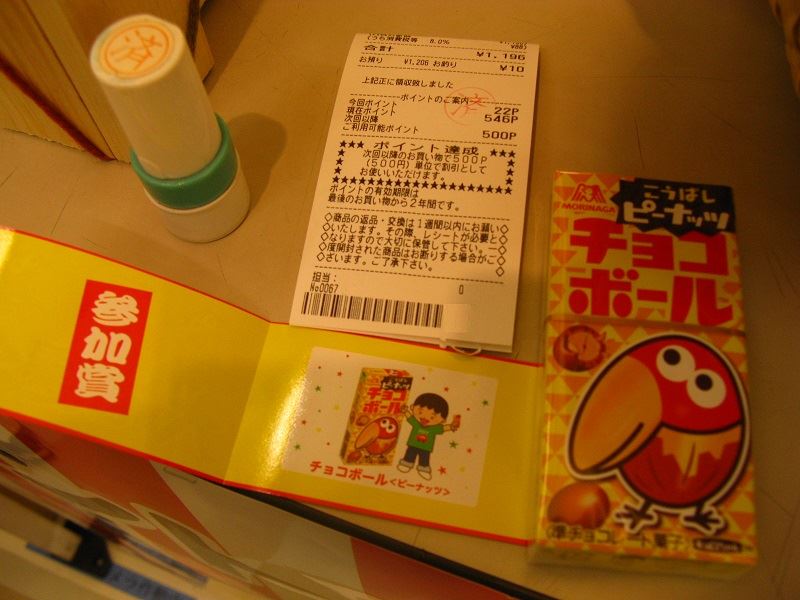 済
(うち消費税等 8.0% ¥88)
合計 ¥1,196
お預り ¥1,206 お釣り ¥10
上記正に領収致しました
ポイントのご案内
今回ポイント 22P
現在ポイント 546P
次回以降
ご利用可能ポイント 500P
済
★★★ ポイント達成 ★★★
次回以降のお買い物で500P
(500円)単位で割引として
お使いいただけます。
ポイントの有効期限は
最後のお買い物から2年間です。
◇商品の返品・交換は1週間以内にお願い◇
◇いたします。その際、レシートが必要と◇
◇なりますので大切に保管して下さい。一◇
◇度開封された商品はお断りする場合がご◇
◇ざいます。ご了承下さい。◇
担当: 0
No0067
参加賞
チョコボール
チョコボール<ピーナッツ>
MORINAGA
こうばし
ピーナッツ
チョコ
ボール
準チョコレート菓子